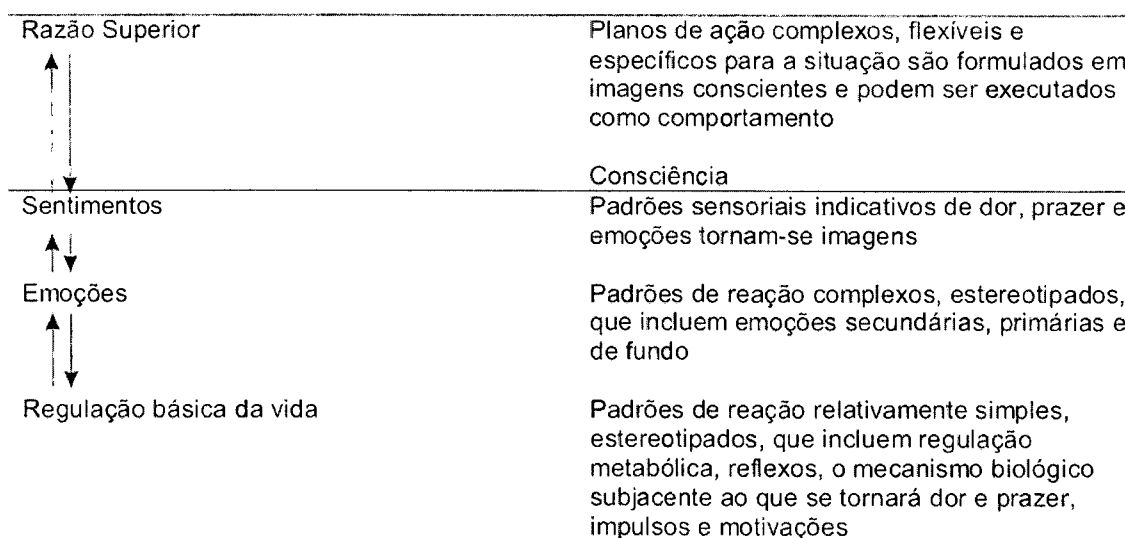 Razão Superior
Planos de ação complexos, flexíveis e
específicos para a situação são formulados em
imagens conscientes e podem ser executados
como comportamento
Consciência
Sentimentos
Padrões sensoriais indicativos de dor, prazer e
emoções tornam-se imagens
Emoções
Padrões de reação complexos, estereotipados,
que incluem emoções secundárias, primárias e
de fundo
Regulação básica da vida
Padrões de reação relativamente simples,
estereotipados, que incluem regulação
metabólica, reflexos, o mecanismo biológico
subjacente ao que se tornará dor e prazer,
impulsos e motivações